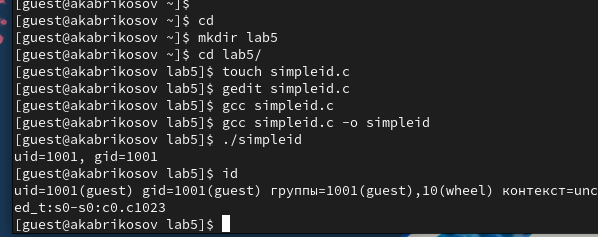 [guest@akabrikosov ~]$
[guest@akabrikosov ~]$ cd
[guest@akabrikosov ~]$ mkdir lab5
[guest@akabrikosov ~]$ cd lab5/
[guest@akabrikosov lab5]$ touch simpleid.c
[guest@akabrikosov lab5]$ gedit simpleid.c
[guest@akabrikosov lab5]$ gcc simpleid.c
[guest@akabrikosov lab5]$ gcc simpleid.c -o simpleid
[guest@akabrikosov lab5]$ ./simpleid
uid=1001, gid=1001
[guest@akabrikosov lab5]$ id
uid=1001(guest) gid=1001(guest) группы=1001(guest),10(wheel) контекст=unc
ed_t:s0-s0:c0.c1023
[guest@akabrikosov lab5]$